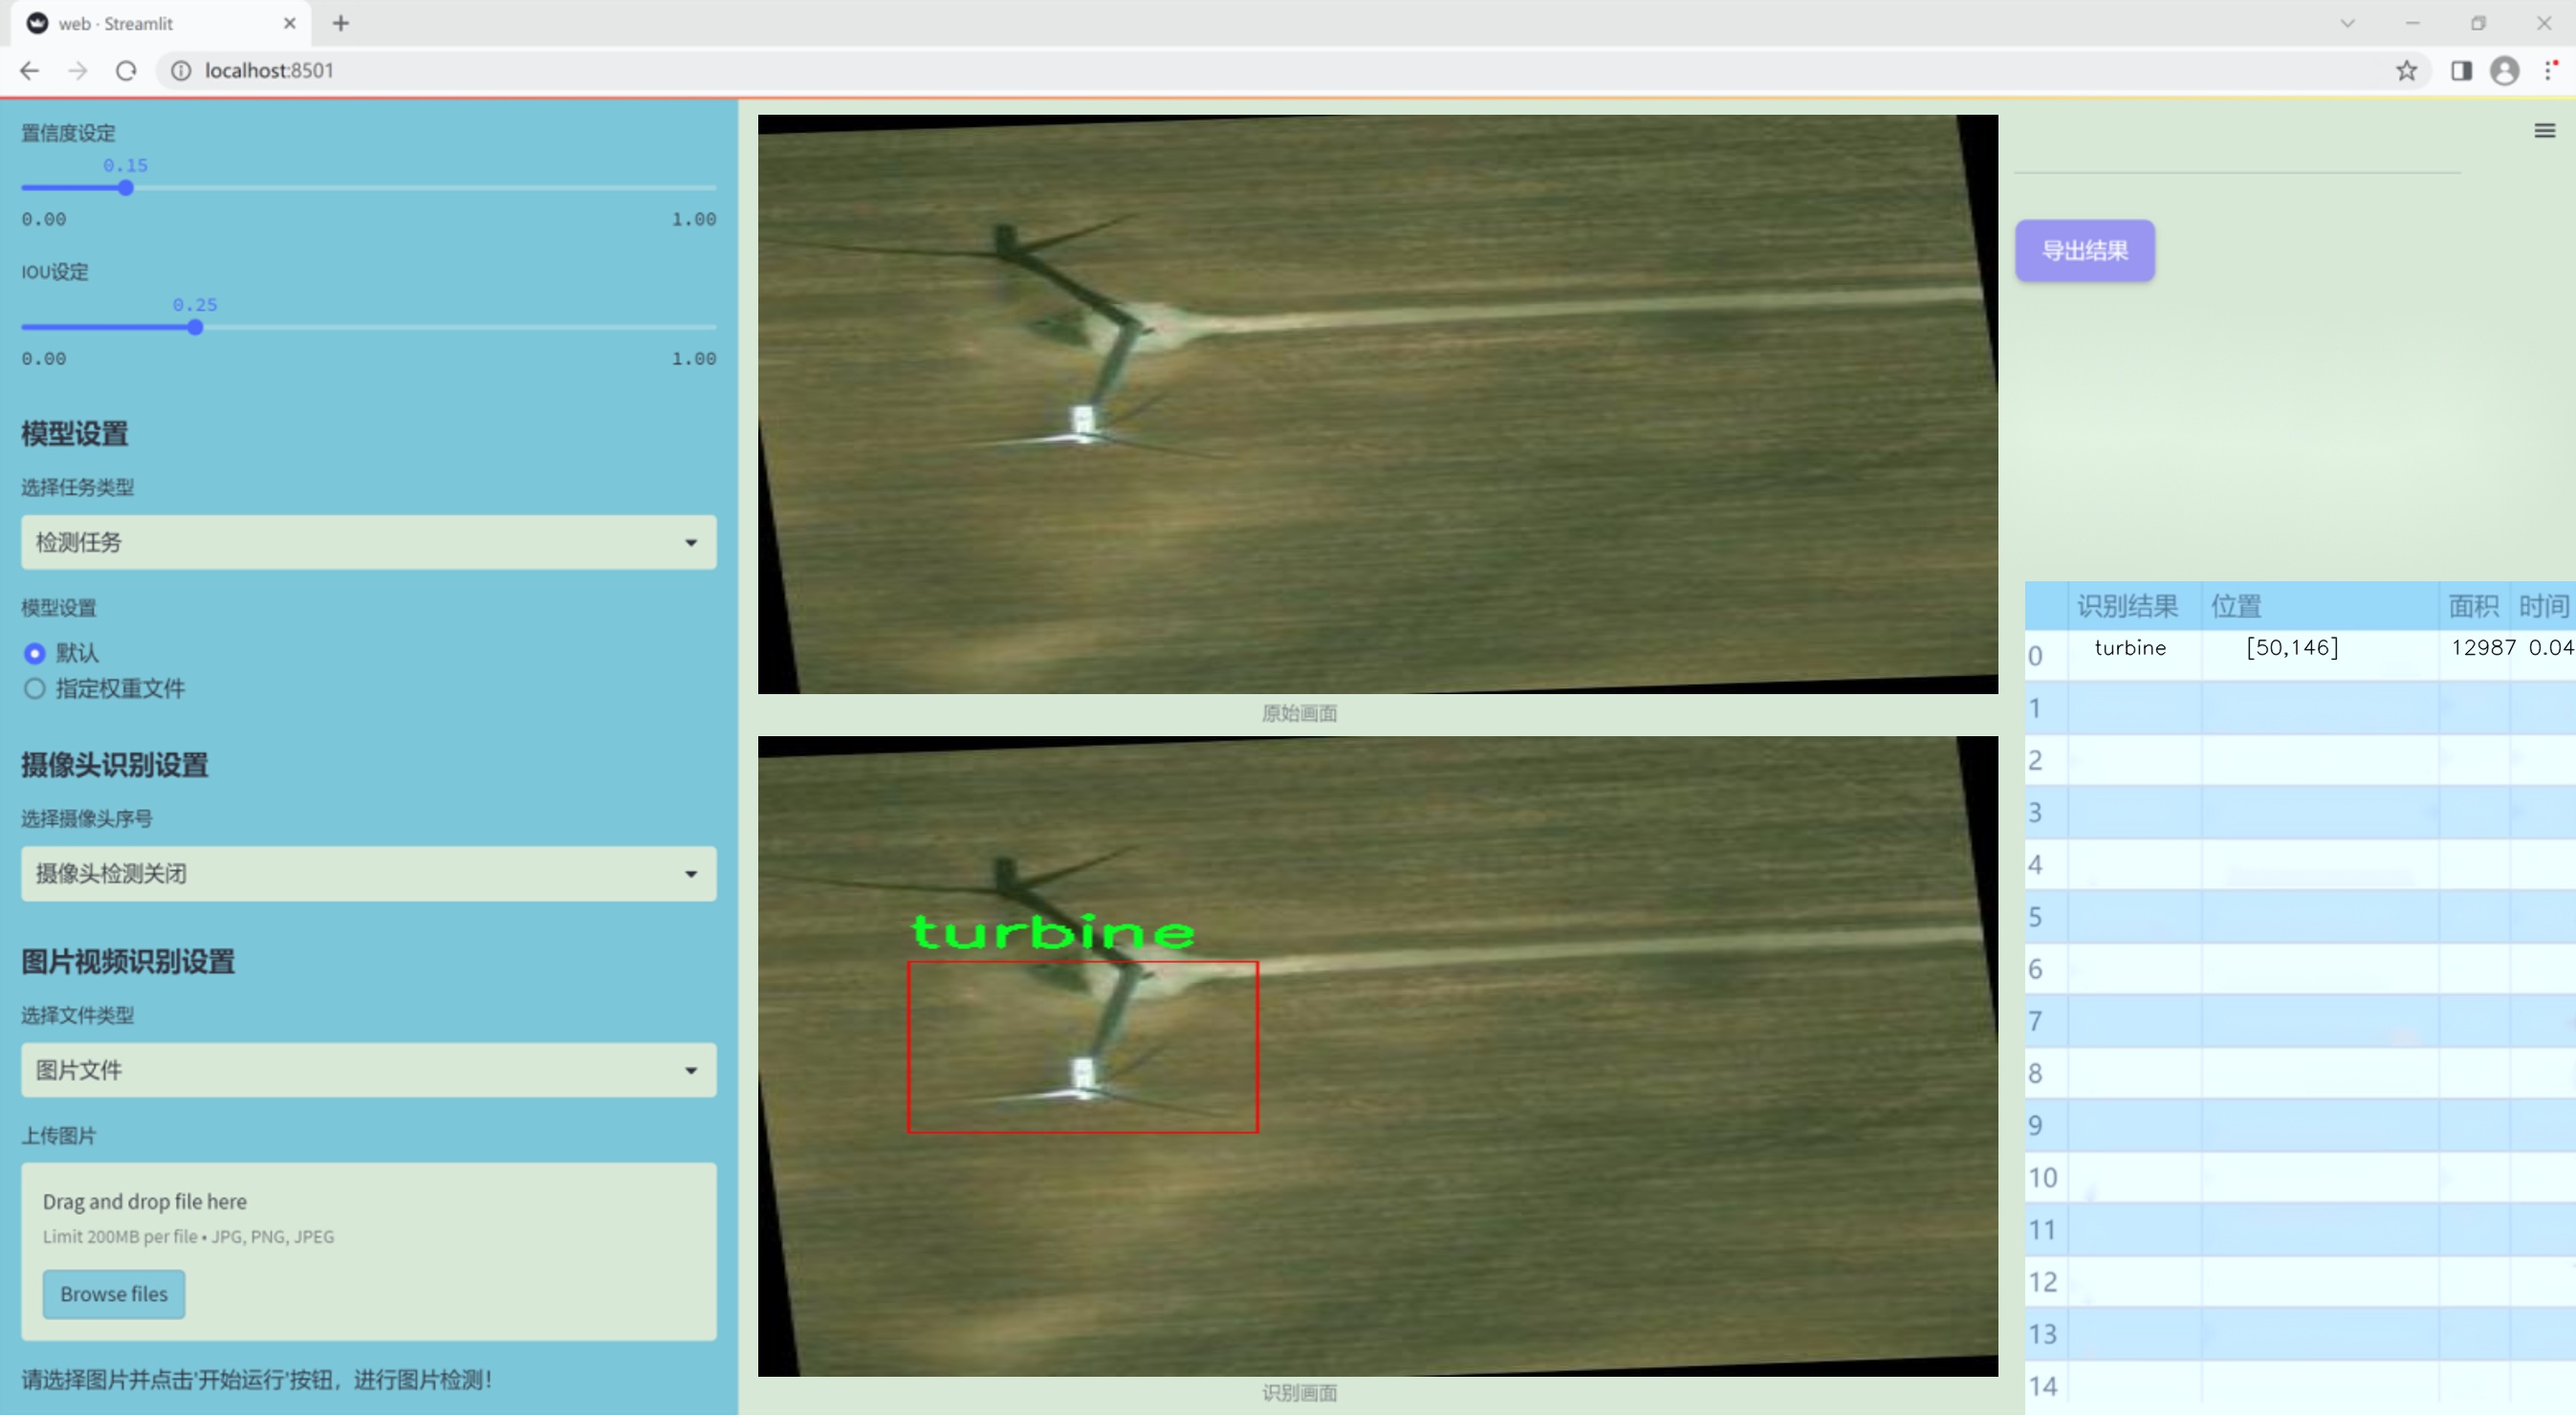 web · Streamlit
localhost:8501
置信度设定
0.15
0.00 1.00
IOU设定
0.25
0.00 1.00
模型设置
选择任务类型
检测任务
模型设置
默认
指定权重文件
摄像头识别设置
选择摄像头序号
摄像头检测关闭
图片视频识别设置
选择文件类型
图片文件
上传图片
Drag and drop file here
Limit 200MB per file • JPG, PNG, JPEG
Browse files
请选择图片并点击'开始运行'按钮，进行图片检测！
原始画面
turbine
识别画面
导出结果
识别结果 位置 面积 时间
0 turbine [50,146] 12987 0.04
1
2
3
4
5
6
7
8
9
10
11
12
13
14